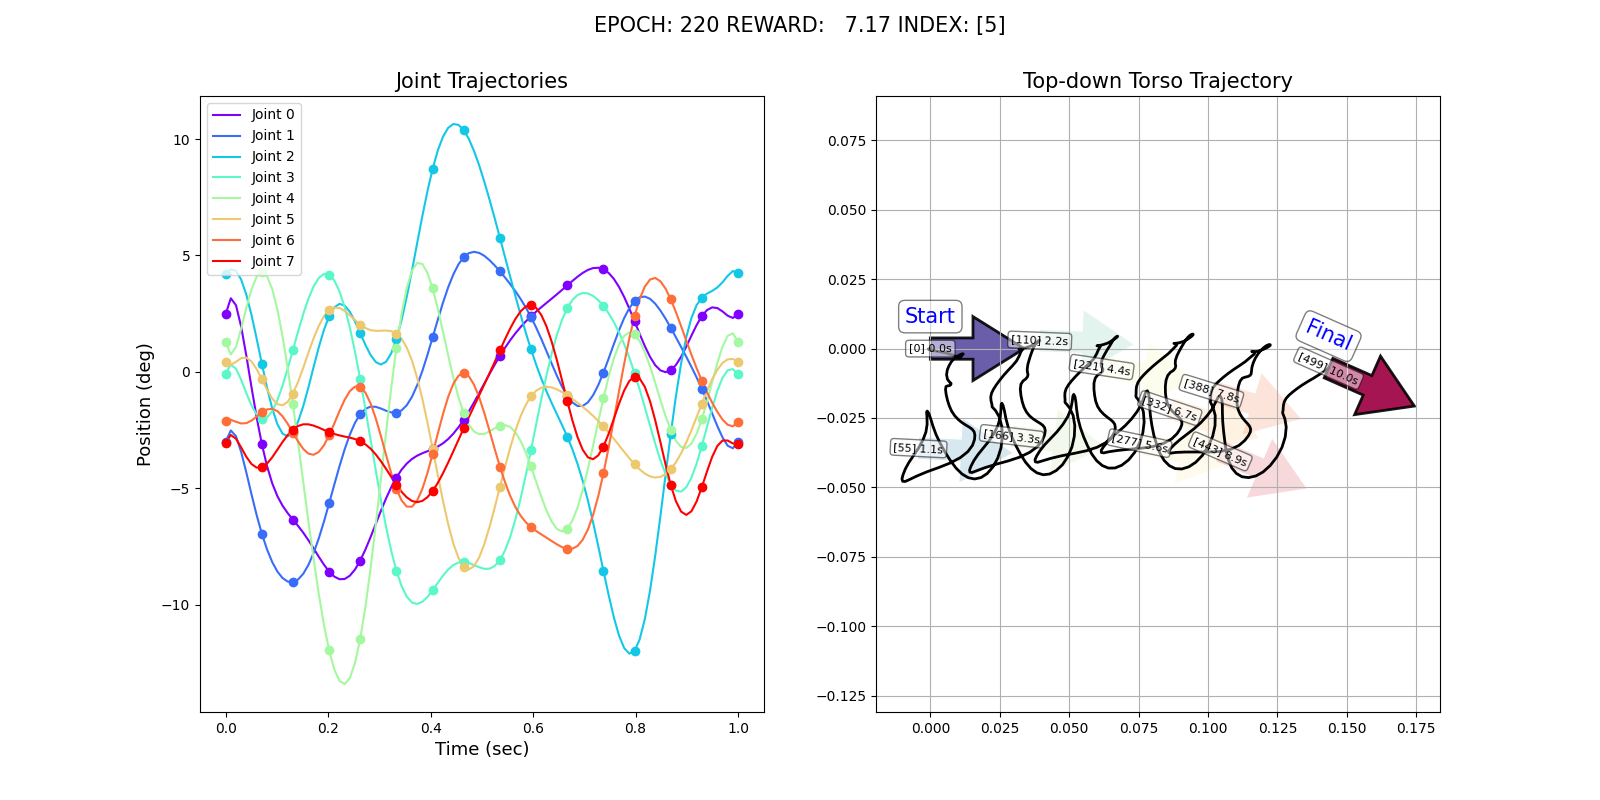 EPOCH: 220 REWARD:   7.17 INDEX: [5]
Joint Trajectories
Joint 0
Joint 1
Joint 2
Joint 3
Joint 4
Joint 5
Joint 6
Joint 7
10
5
0
−5
−10
Position (deg)
0.0
0.2
0.4
0.6
0.8
1.0
Time (sec)
Top-down Torso Trajectory
0.075
0.050
0.025
0.000
−0.025
−0.050
−0.075
−0.100
−0.125
Start
Final
[0] 0.0s
[110] 2.2s
[221] 4.4s
[499] 10.0s
[388] 7.8s
[332] 6.7s
[55] 1.1s
[166] 3.3s
[277] 5.6s
[443] 8.9s
0.000
0.025
0.050
0.075
0.100
0.125
0.150
0.175